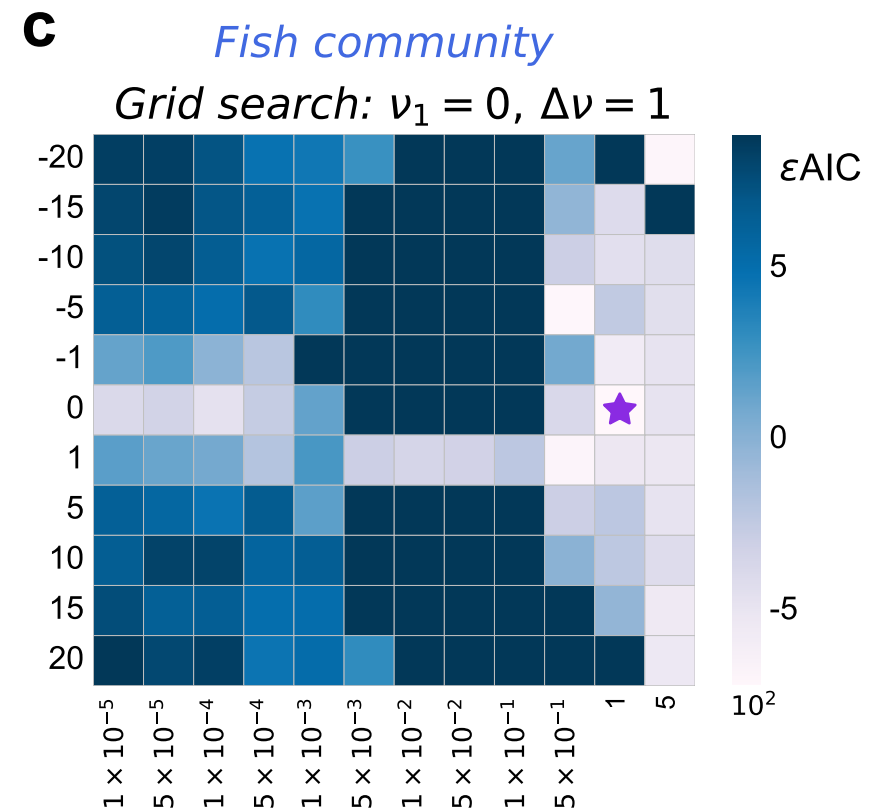 C
Fish community
Grid search: ν₁ = 0, Δν = 1
-20
-15
-10
-5
-1
0
1
5
10
15
20
1 × 10⁻⁵
5 × 10⁻⁵
1 × 10⁻⁴
5 × 10⁻⁴
1 × 10⁻³
5 × 10⁻³
1 × 10⁻²
5 × 10⁻²
1 × 10⁻¹
5 × 10⁻¹
1
5
εAIC
5
0
-5
10²